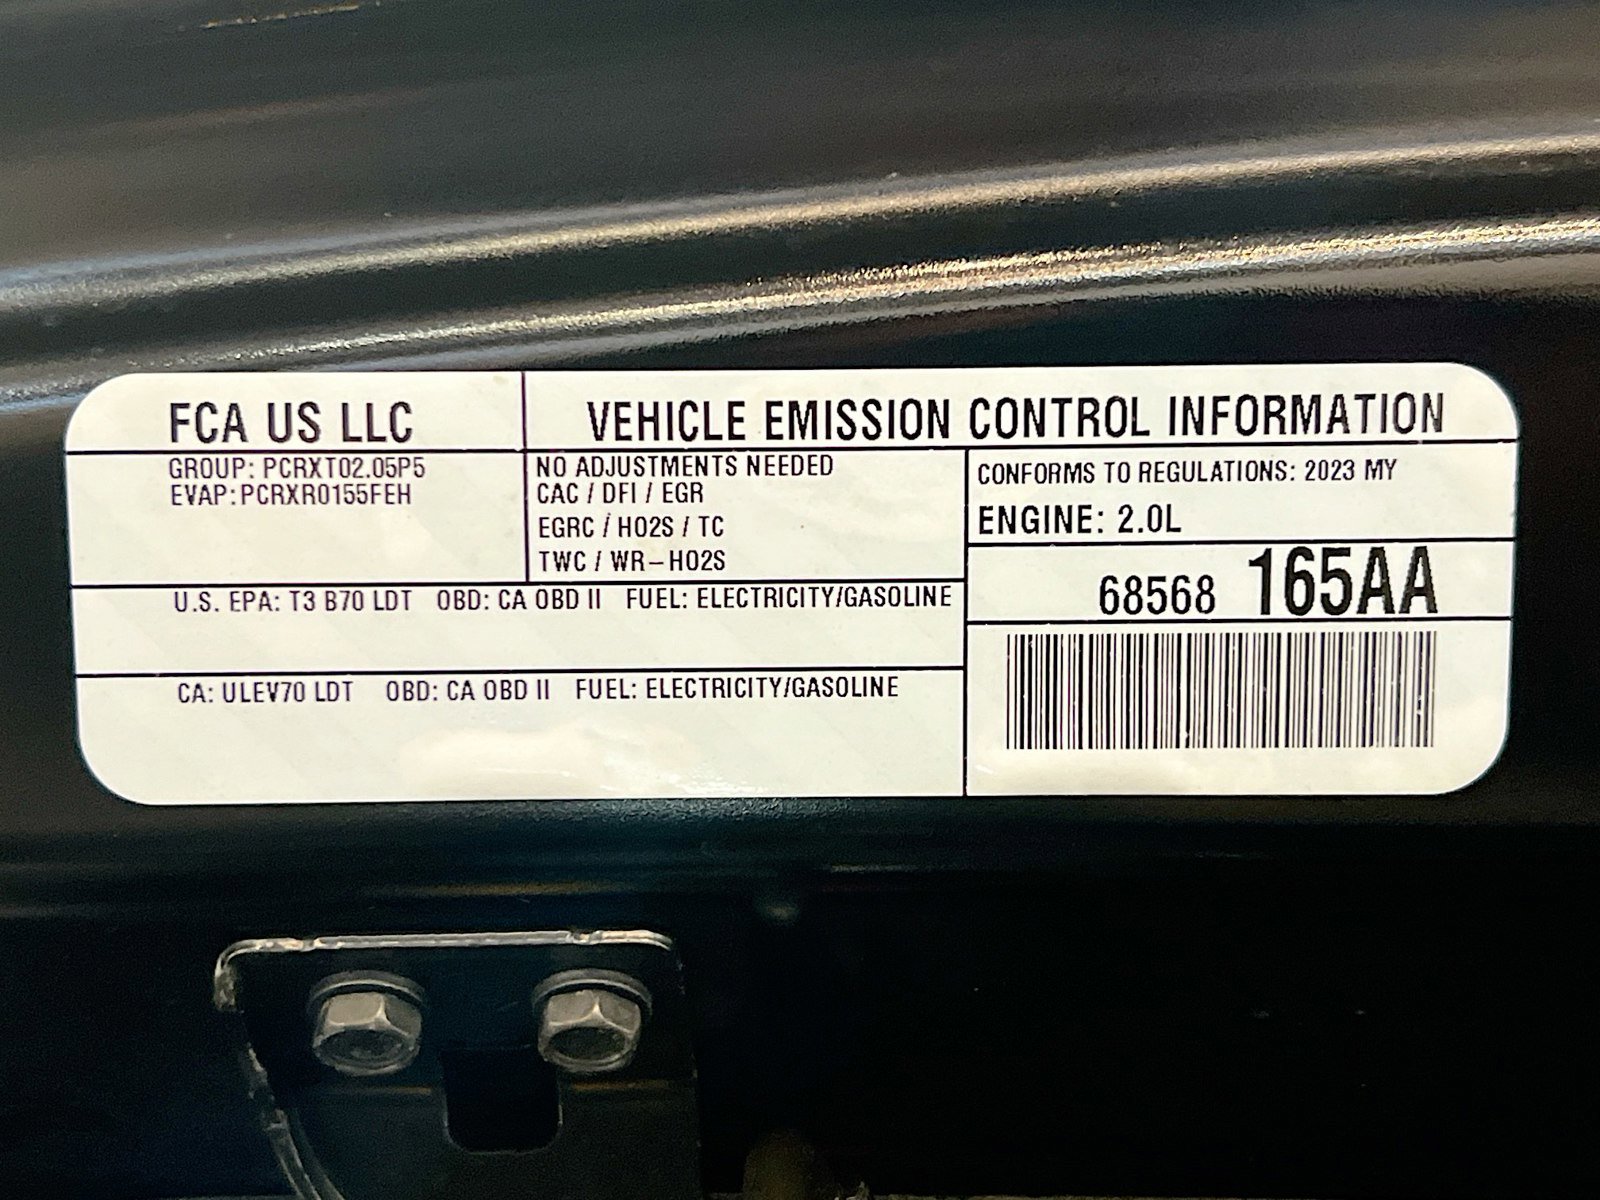 FCA US LLC
VEHICLE EMISSION CONTROL INFORMATION
GROUP: PCRXT02.05P5
EVAP:PCRXR0155FEH
NO ADJUSTMENTS NEEDED
CAC / DFI / EGR
EGRC / HO2S / TC
TWC / WR-HO2S
CONFORMS TO REGULATIONS: 2023 MY
ENGINE: 2.0L
68568 165AA
U.S. EPA: T3 B70 LDT OBD: CA OBD II FUEL: ELECTRICITY/GASOLINE
CA: ULEV70 LDT OBD: CA OBD II FUEL: ELECTRICITY/GASOLINE